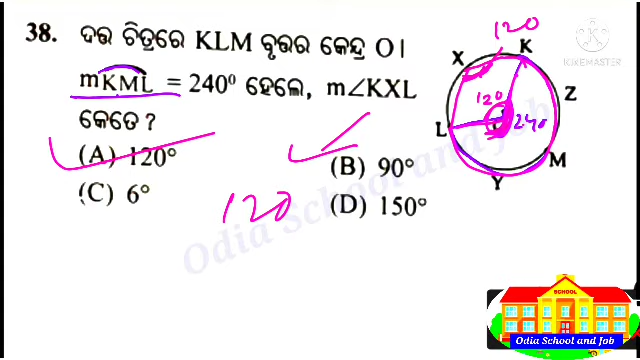 38. ଦତ୍ତ ଚିତ୍ରରେ KLM ବୃତ୍ତର କେନ୍ଦ୍ର O।
mKML = 240⁰ ହେଲେ, m∠KXL
କେତେ ?
(A) 120°
(B) 90°
(C) 6°
(D) 150°
120
120
K
X
120
Z
L
240
M
Y
KINEMASTER
Odia School and Job
SCHOOL
Odia School and Job